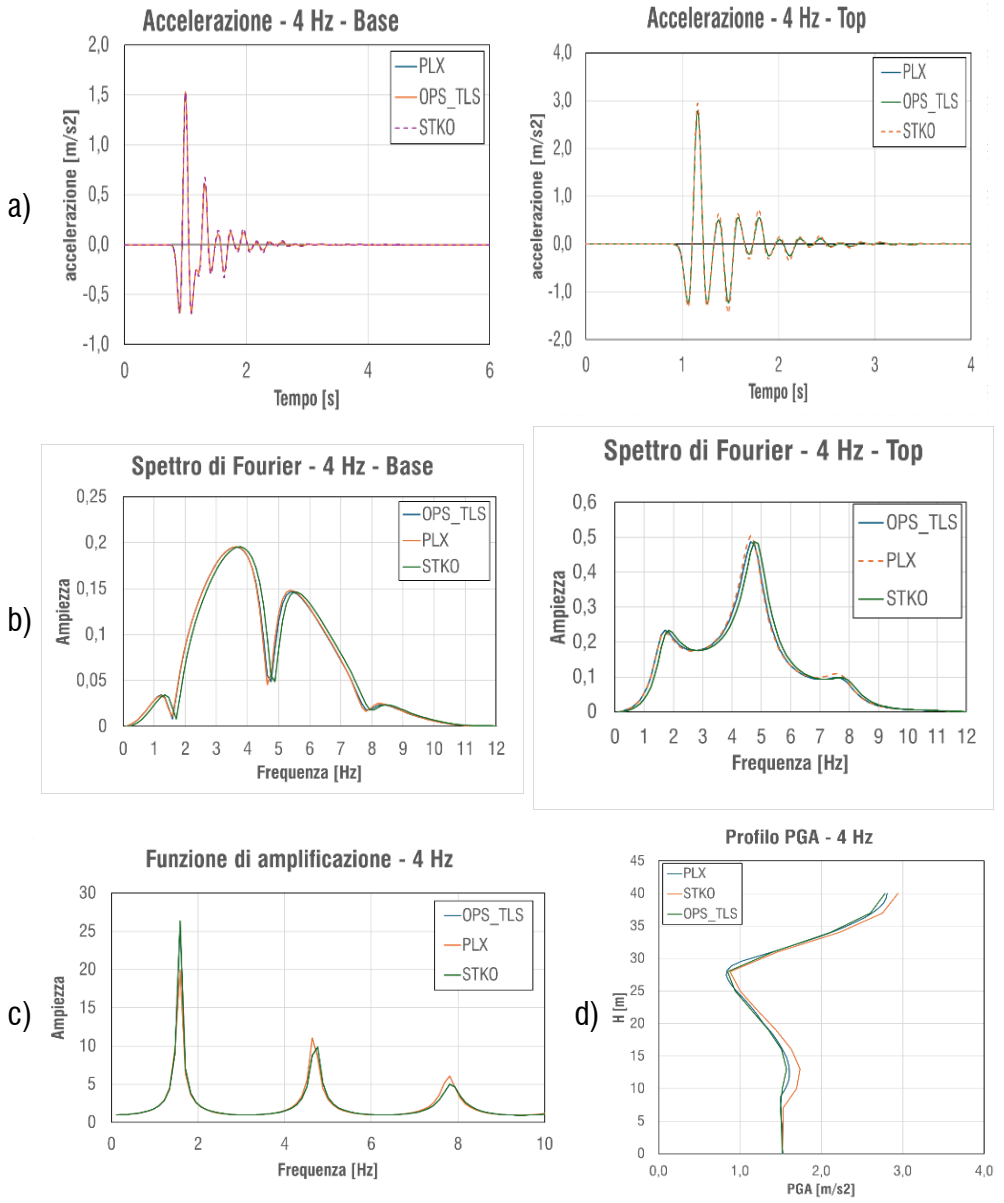 Accelerazione - 4 Hz - Base
2,0
1,5
1,0
0,5
0,0
-0,5
-1,0
accelerazione [m/s2]
0 2 4 6
Tempo [s]
PLX
OPS_TLS
STKO
Accelerazione - 4 Hz - Top
4,0
3,0
2,0
1,0
0,0
-1,0
-2,0
accelerazione [m/s2]
0 1 2 3 4
Tempo [s]
PLX
OPS_TLS
STKO
a)
Spettro di Fourier - 4 Hz - Base
0,25
0,2
0,15
0,1
0,05
0
Ampiezza
0 1 2 3 4 5 6 7 8 9 10 11 12
Frequenza [Hz]
OPS_TLS
PLX
STKO
Spettro di Fourier - 4 Hz - Top
0,6
0,5
0,4
0,3
0,2
0,1
0
Ampiezza
0 1 2 3 4 5 6 7 8 9 10 11 12
Frequenza [Hz]
OPS_TLS
PLX
STKO
b)
Funzione di amplificazione - 4 Hz
30
25
20
15
10
5
0
Ampiezza
0 2 4 6 8 10
Frequenza [Hz]
OPS_TLS
PLX
STKO
c)
Profilo PGA - 4 Hz
45
40
35
30
25
20
15
10
5
0
H [m]
0,0 1,0 2,0 3,0 4,0
PGA [m/s2]
PLX
STKO
OPS_TLS
d)